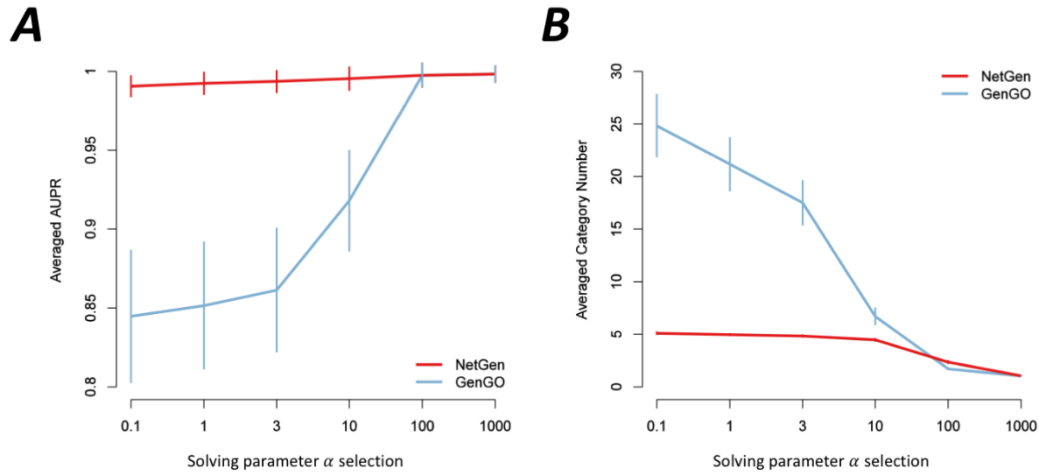 A
Averaged AUPR
1
0.95
0.9
0.85
0.8
NetGen
GenGO
0.1 1 3 10 100 1000
Solving parameter α selection
B
Averaged Category Number
30
25
20
15
10
5
0
NetGen
GenGO
0.1 1 3 10 100 1000
Solving parameter α selection